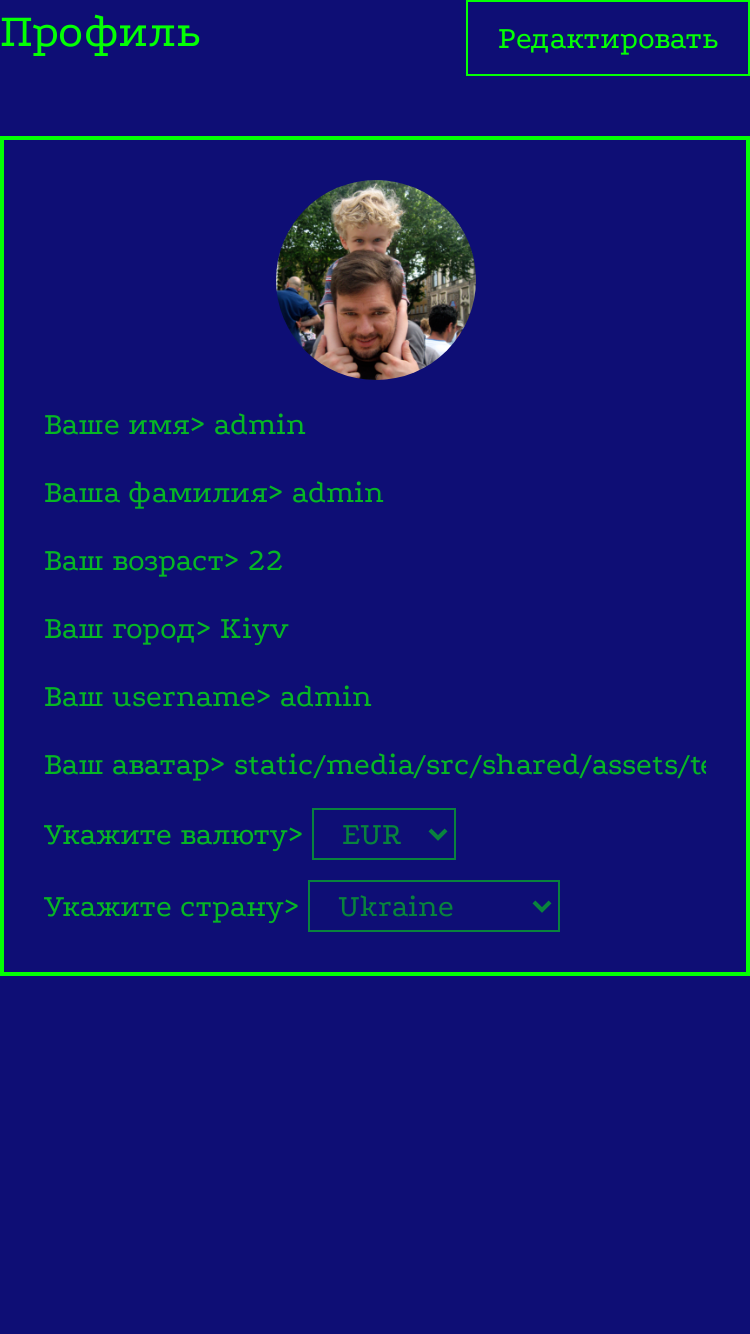 Профиль
Редактировать
Ваше имя> admin
Ваша фамилия> admin
Ваш возраст> 22
Ваш город> Kiyv
Ваш username> admin
Ваш аватар> static/media/src/shared/assets/te
Укажите валюту> EUR
Укажите страну> Ukraine